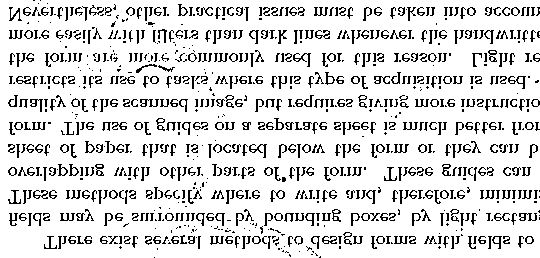 There exist several methods to design forms with fields to
fields may be surrounded by bounding boxes, by light rectang
These methods specify where to write and, therefore, minimi
overlapping with other parts of the form. These guides can
sheet of paper that is located below the form or they can b
form. The use of guides on a separate sheet is much better from
quality of the scanned image, but requires giving more instructio
restricts its use to tasks where this type of acquisition is used.
the form are more commonly used for this reason. Light re
more easily with filters than dark lines whenever the handwritte
Nevertheless, other practical issues must be taken into accoun